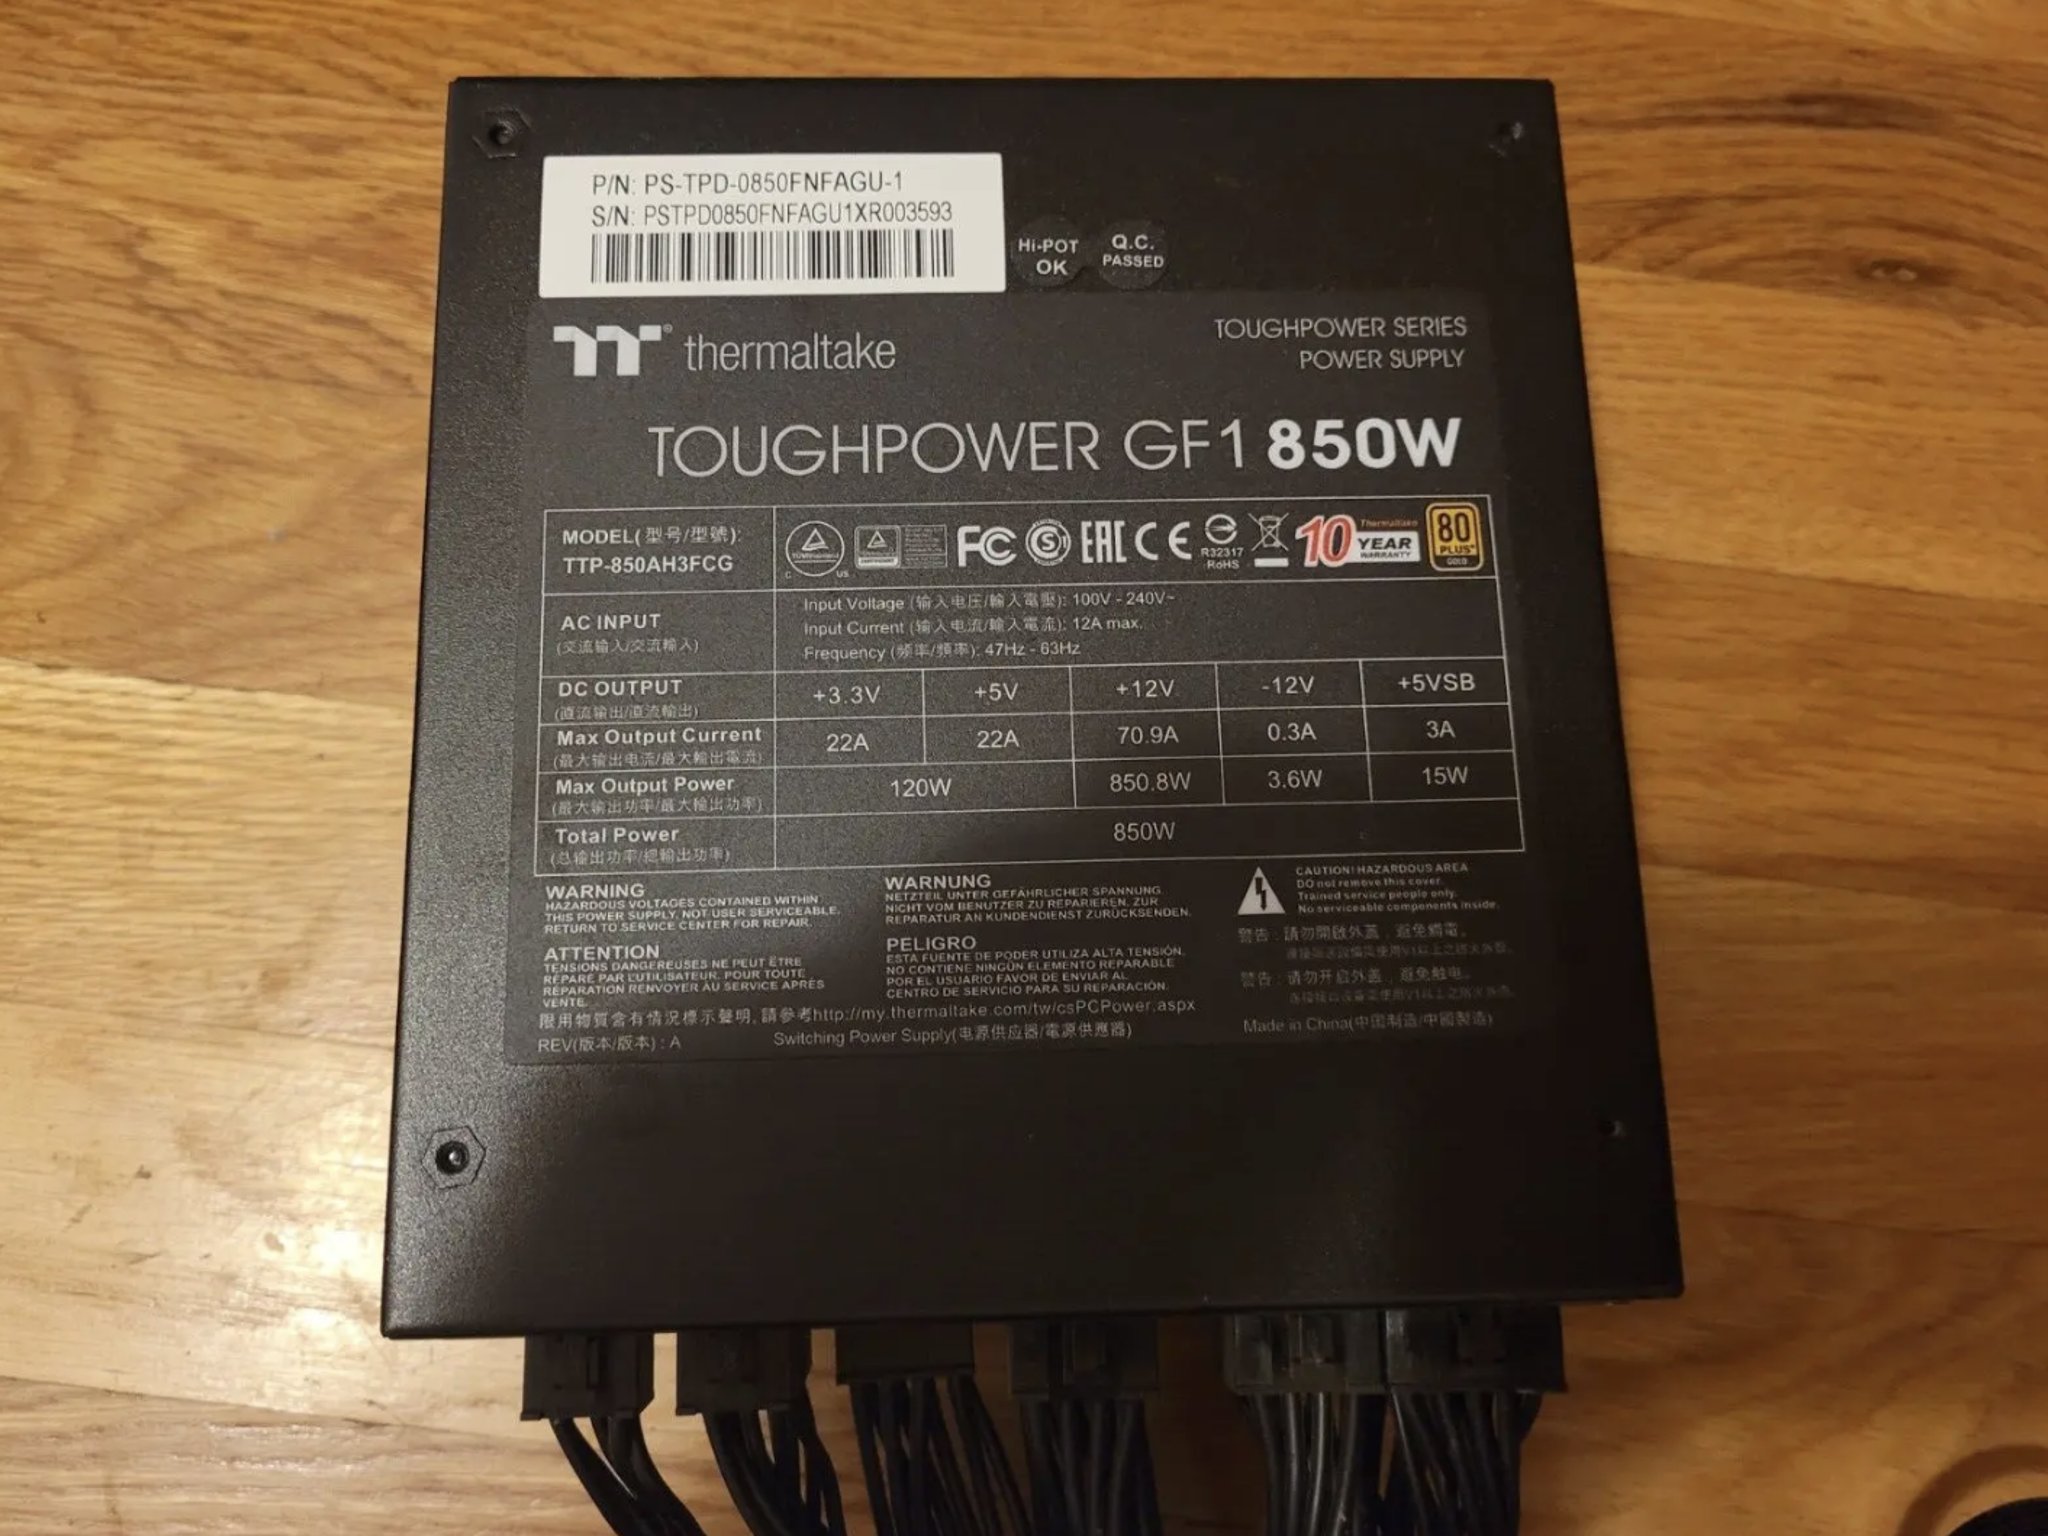 P/N: PS-TPD-0850FNFAGU-1
S/N: PSTPD0850FNFAGU1XR003593
Hi-POT
OK
Q.C.
PASSED
thermaltake
TOUGHPOWER SERIES
POWER SUPPLY
TOUGHPOWER GF1 850W
MODEL(型号/型號):
TTP-850AH3FCG
FC
EAC
CE
R32317
RoHS
Thermaltake
10 YEAR
WARRANTY
80
PLUS
GOLD
AC INPUT
(交流输入/交流輸入)
Input Voltage (输入电压/輸入電壓): 100V - 240V~
Input Current (输入电流/輸入電流): 12A max.
Frequency (频率/頻率): 47Hz - 63Hz
DC OUTPUT
(直流输出/直流輸出)
+3.3V +5V +12V -12V +5VSB
Max Output Current
(最大输出电流/最大輸出電流)
22A 22A 70.9A 0.3A 3A
Max Output Power
(最大输出功率/最大輸出功率)
120W 850.8W 3.6W 15W
Total Power
(总输出功率/總輸出功率)
850W
WARNING
HAZARDOUS VOLTAGES CONTAINED WITHIN
THIS POWER SUPPLY, NOT USER SERVICEABLE.
RETURN TO SERVICE CENTER FOR REPAIR.
WARNUNG
NETZTEIL UNTER GEFÄHRLICHER SPANNUNG.
NICHT VOM BENUTZER ZU REPARIEREN. ZUR
REPARATUR AN KUNDENDIENST ZURÜCKSENDEN.
CAUTION! HAZARDOUS AREA
DO not remove this cover.
Trained service people only.
No serviceable components inside.
ATTENTION
TENSIONS DANGEREUSES NE PEUT ÊTRE
RÉPARÉ PAR L'UTILISATEUR. POUR TOUTE
RÉPARATION RENVOYER AU SERVICE APRÈS
VENTE.
PELIGRO
ESTA FUENTE DE PODER UTILIZA ALTA TENSIÓN.
NO CONTIENE NINGÚN ELEMENTO REPARABLE
POR EL USUARIO FAVOR DE ENVIAR AL
CENTRO DE SERVICIO PARA SU REPARACIÓN.
警告：請勿開啟外蓋，避免觸電。
警告：请勿开启外盖，避免触电。
限用物質含有情況標示聲明, 請參考http://my.thermaltake.com/tw/csPCPower.aspx
REV(版本/版本) : A
Switching Power Supply(电源供应器/電源供應器)
Made in China(中国制造/中國製造)